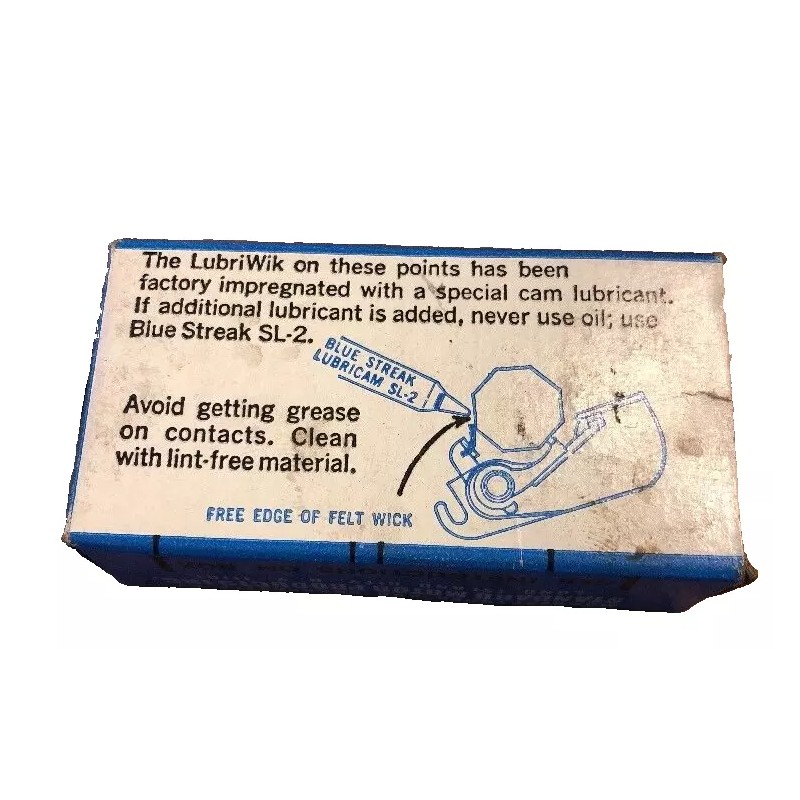 The LubriWik on these points has been
factory impregnated with a special cam lubricant.
If additional lubricant is added, never use oil; use
Blue Streak SL-2.
BLUE STREAK
LUBRICAM SL-2
Avoid getting grease
on contacts. Clean
with lint-free material.
FREE EDGE OF FELT WICK